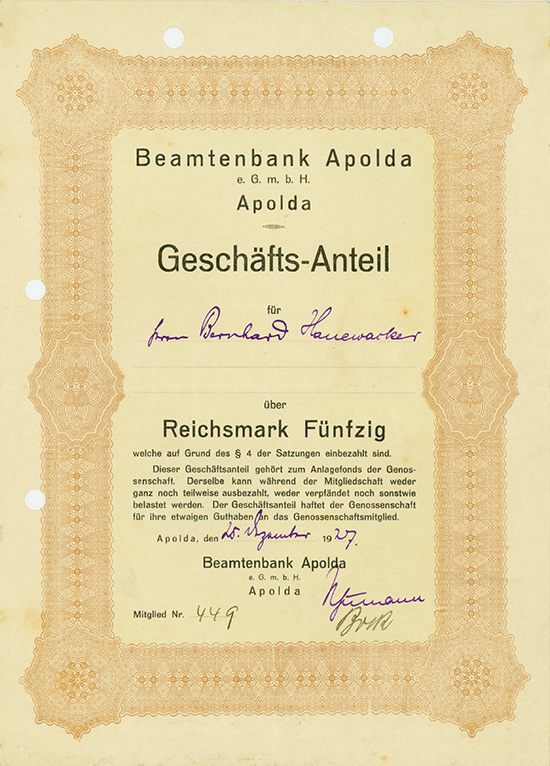 Beamtenbank Apolda
e. G. m. b. H.
Apolda
Geschäfts-Anteil
für
Herrn Bernhard Hanewacker
über
Reichsmark Fünfzig
welche auf Grund des § 4 der Satzungen einbezahlt sind.
Dieser Geschäftsanteil gehört zum Anlagefonds der Genos-
senschaft. Derselbe kann während der Mitgliedschaft weder
ganz noch teilweise ausbezahlt, weder verpfändet noch sonstwie
belastet werden. Der Geschäftsanteil haftet der Genossenschaft
für ihre etwaigen Guthaben an das Genossenschaftsmitglied.
Apolda, den 20. Dezember 1927.
Beamtenbank Apolda
e. G. m. b. H.
Apolda
Mitglied Nr. 449